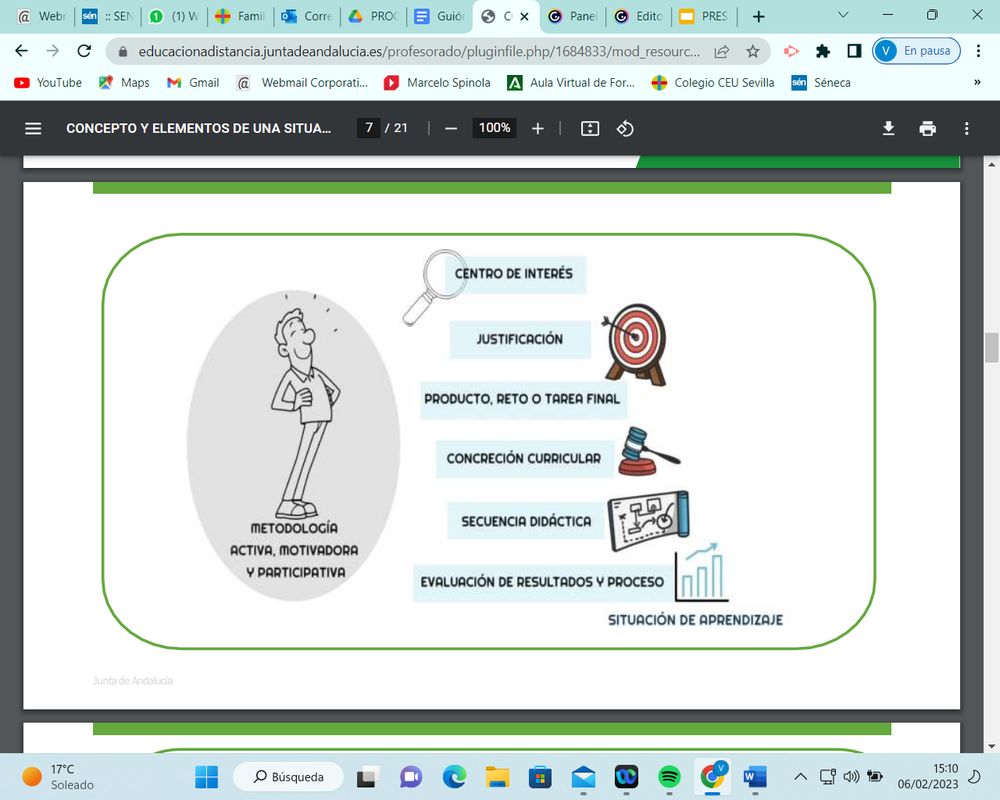 Webr
:: SEN
(1) W
Famil
Corre
PROG
Guión
Panel
Edito
PRES
educacionadistancia.juntadeandalucia.es/profesorado/pluginfile.php/1684833/mod_resourc...
V En pausa
YouTube
Maps
Gmail
Webmail Corporati...
Marcelo Spinola
Aula Virtual de For...
Colegio CEU Sevilla
Séneca
»
CONCEPTO Y ELEMENTOS DE UNA SITUA...
7 / 21
100%
CENTRO DE INTERÉS
JUSTIFICACIÓN
PRODUCTO, RETO O TAREA FINAL
CONCRECIÓN CURRICULAR
SECUENCIA DIDÁCTICA
EVALUACIÓN DE RESULTADOS Y PROCESO
SITUACIÓN DE APRENDIZAJE
METODOLOGÍA
ACTIVA, MOTIVADORA
Y PARTICIPATIVA
Junta de Andalucía
17°C
Soleado
Búsqueda
15:10
06/02/2023